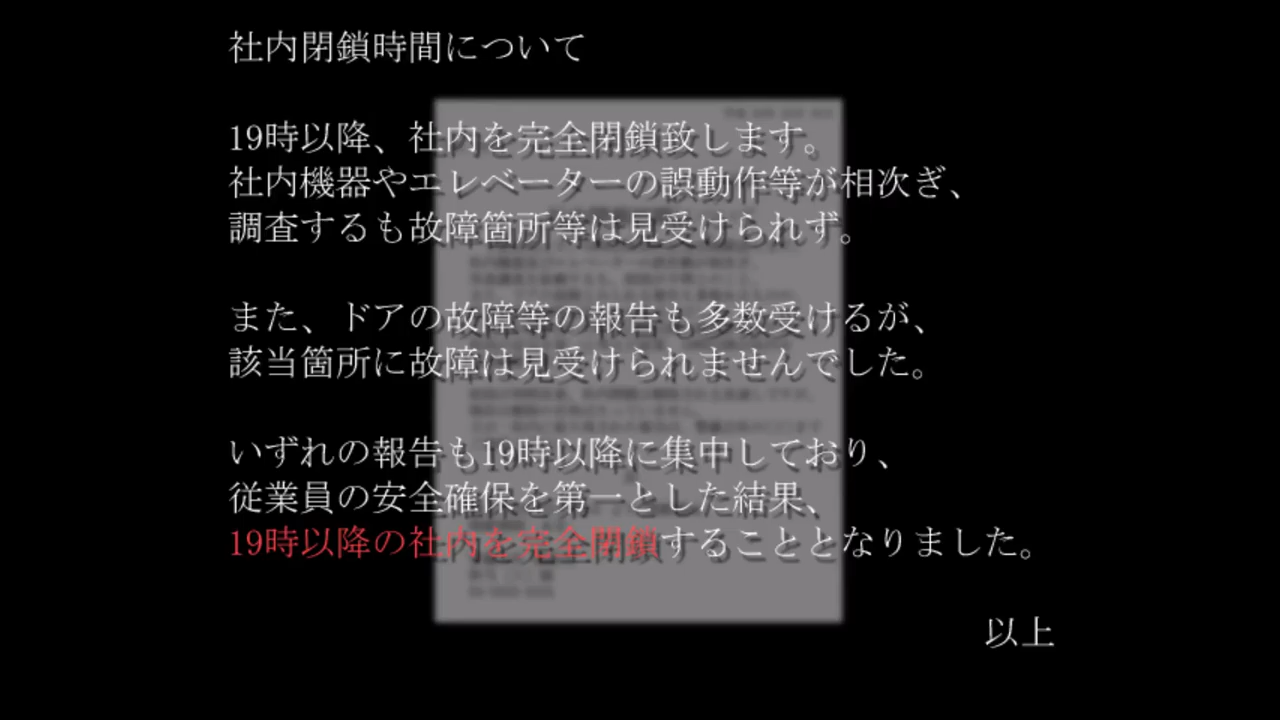 社内閉鎖時間について
19時以降、社内を完全閉鎖致します。
社内機器やエレベーターの誤動作等が相次ぎ、
調査するも故障箇所等は見受けられず。
また、ドアの故障等の報告も多数受けるが、
該当箇所に故障は見受けられませんでした。
いずれの報告も19時以降に集中しており、
従業員の安全確保を第一とした結果、
19時以降の社内を完全閉鎖することとなりました。
以上